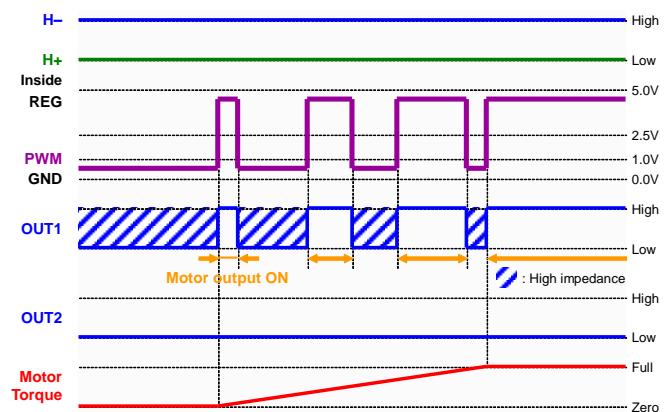 H–
High
H+
Low
Inside
REG
5.0V
2.5V
PWM
1.0V
GND
0.0V
High
OUT1
Low
Motor output ON
: High impedance
High
OUT2
Low
Full
Motor
Torque
Zero